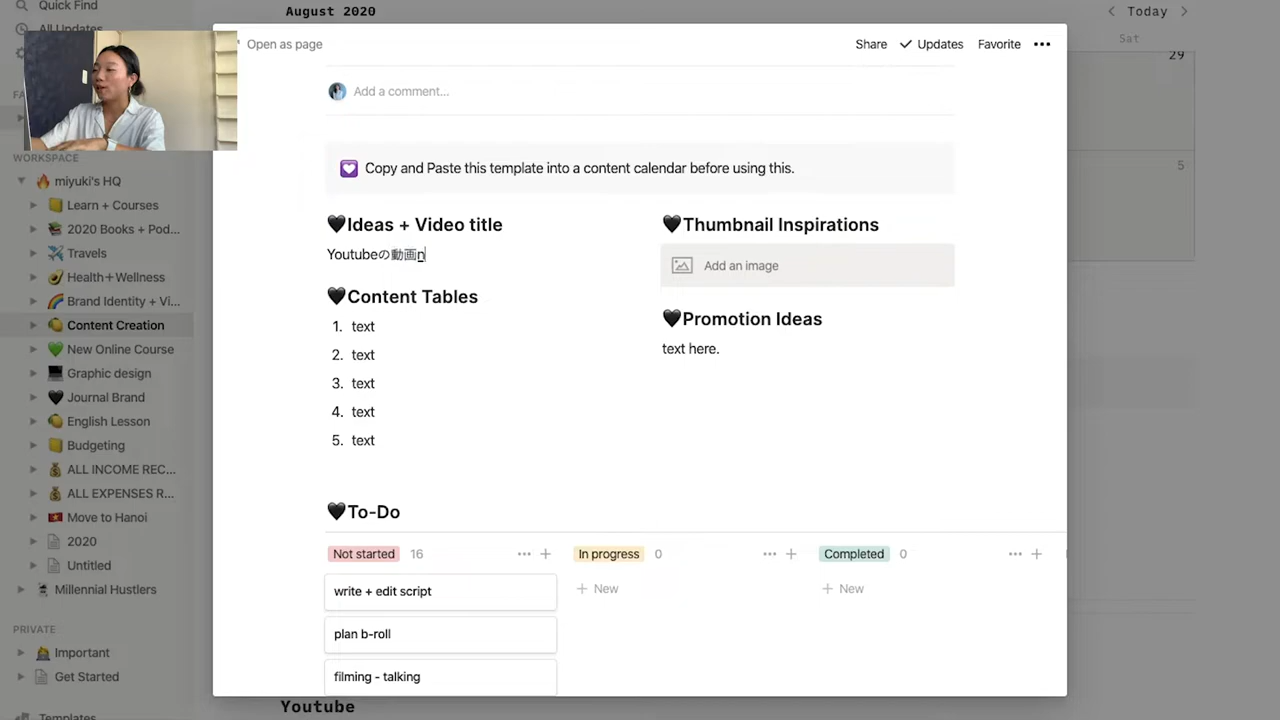 Quick Find
All Updates
WORKSPACE
🔥 miyuki's HQ
Learn + Courses
2020 Books + Pod...
Travels
Health+Wellness
Brand Identity + Vi...
Content Creation
New Online Course
Graphic design
Journal Brand
English Lesson
Budgeting
ALL INCOME REC...
ALL EXPENSES R...
Move to Hanoi
2020
Untitled
Millennial Hustlers
PRIVATE
Important
Get Started
Templates
August 2020
Today
Sat
29
5
Open as page
Share
Updates
Favorite
Add a comment...
Copy and Paste this template into a content calendar before using this.
🖤Ideas + Video title
Youtubeの動画n
🖤Content Tables
1. text
2. text
3. text
4. text
5. text
🖤Thumbnail Inspirations
Add an image
🖤Promotion Ideas
text here.
🖤To-Do
Not started 16
In progress 0
Completed 0
write + edit script
plan b-roll
filming - talking
+ New
+ New
Youtube